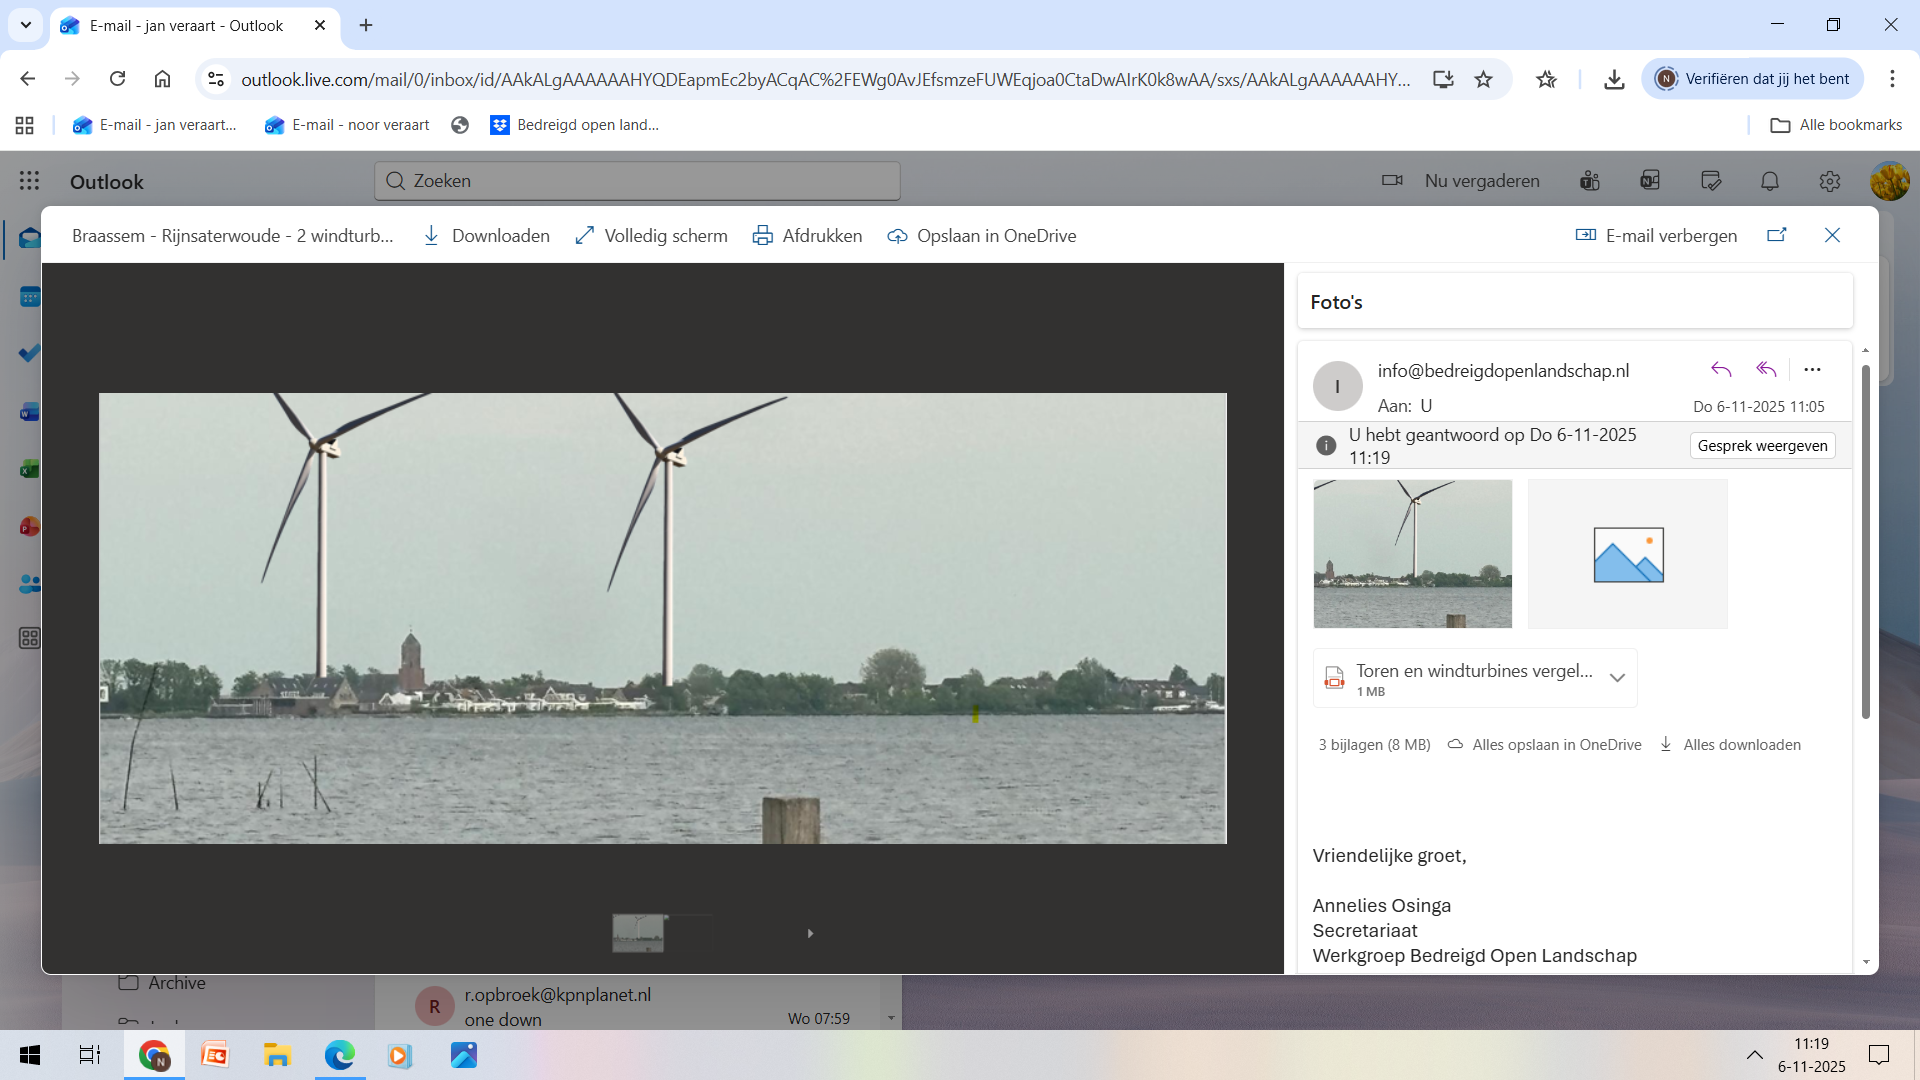 E-mail - jan veraart - Outlook
outlook.live.com/mail/0/inbox/id/AAkALgAAAAAAHYQDEapmEc2byACqAC%2FEWg0AvJEfsmzeFUWEqjoa0CtaDwAIrK0k8wAA/sxs/AAkALgAAAAAAHY...
Verifiëren dat jij het bent
E-mail - jan veraart...
E-mail - noor veraart
Bedreigd open land...
Alle bookmarks
Outlook
Zoeken
Nu vergaderen
Braassem - Rijnsaterwoude - 2 windturb...
Downloaden
Volledig scherm
Afdrukken
Opslaan in OneDrive
E-mail verbergen
Foto's
I
info@bedreigdopenlandschap.nl
Aan: U
Do 6-11-2025 11:05
U hebt geantwoord op Do 6-11-2025
11:19
Gesprek weergeven
Toren en windturbines vergel...
1 MB
3 bijlagen (8 MB)
Alles opslaan in OneDrive
Alles downloaden
Vriendelijke groet,
Annelies Osinga
Secretariaat
Werkgroep Bedreigd Open Landschap
Archive
R
r.opbroek@kpnplanet.nl
one down
Wo 07:59
11:19
6-11-2025